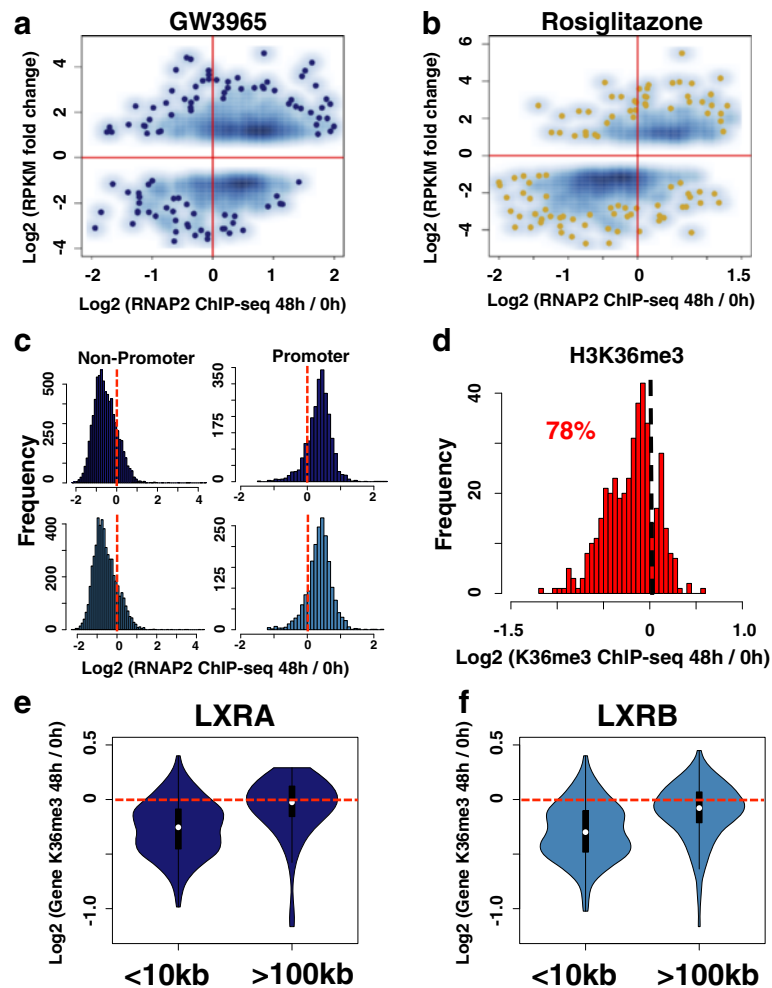 a
GW3965
Log2 (RPKM fold change)
4
2
0
-2
-4
-2 -1 0 1 2
Log2 (RNAP2 ChIP-seq 48h / 0h)
b
Rosiglitazone
Log2 (RPKM fold change)
6
4
2
0
-2
-4
-2 -1 0 1 1.5
Log2 (RNAP2 ChIP-seq 48h / 0h)
c
Non-Promoter
Promoter
Frequency
500
250
0
-2 0 2 4
350
175
0
-2 0 2
400
200
0
-2 0 2 4
250
125
0
-2 0 2
Log2 (RNAP2 ChIP-seq 48h / 0h)
d
H3K36me3
78%
Frequency
40
20
0
-1.5 0 1.0
Log2 (K36me3 ChIP-seq 48h / 0h)
e
LXRA
Log2 (Gene K36me3 48h / 0h)
0.5
0
-1.0
<10kb >100kb
f
LXRB
Log2 (Gene K36me3 48h / 0h)
0.5
0
-1.0
<10kb >100kb